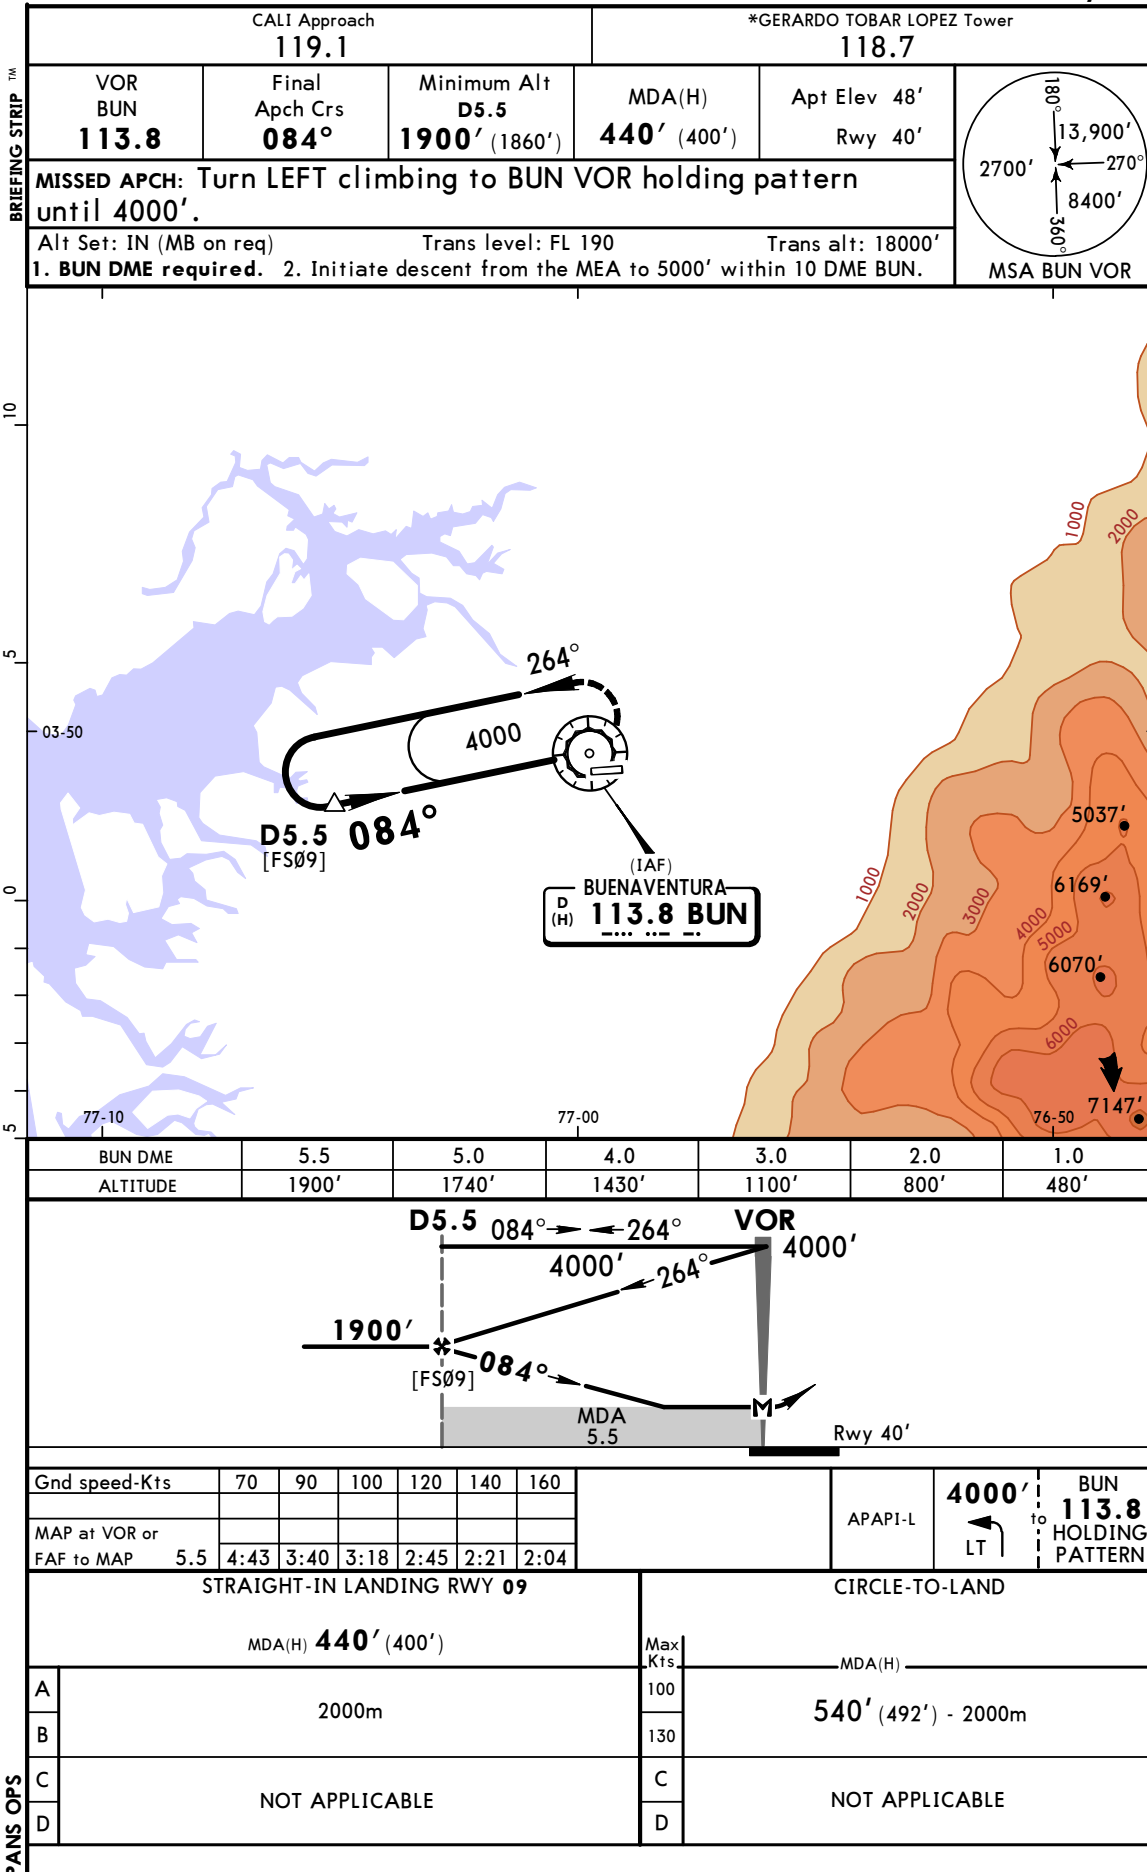 CALI Approach
119.1
*GERARDO TOBAR LOPEZ Tower
118.7
BRIEFING STRIP TM
VOR
BUN
113.8
Final
Apch Crs
084°
Minimum Alt
D5.5
1900' (1860')
MDA(H)
440' (400')
Apt Elev 48'
Rwy 40'
MISSED APCH: Turn LEFT climbing to BUN VOR holding pattern
until 4000'.
Alt Set: IN (MB on req) Trans level: FL 190 Trans alt: 18000'
1. BUN DME required. 2. Initiate descent from the MEA to 5000' within 10 DME BUN.
180°
13,900'
2700'
270°
8400'
360°
MSA BUN VOR
10
5
0
5
1000
2000
264°
03-50
4000
D5.5 084°
[FSØ9]
(IAF)
BUENAVENTURA
D
(H)
113.8 BUN
5037'
6169'
1000
2000
3000
4000
5000
6070'
6000
7147'
77-10
77-00
76-50
BUN DME 5.5 5.0 4.0 3.0 2.0 1.0
ALTITUDE 1900' 1740' 1430' 1100' 800' 480'
D5.5 084° 264° VOR
4000'
4000'
264°
1900'
[FSØ9]
084°
M
MDA
5.5
Rwy 40'
Gnd speed-Kts 70 90 100 120 140 160
MAP at VOR or
FAF to MAP 5.5 4:43 3:40 3:18 2:45 2:21 2:04
APAPI-L
4000'
LT
to
BUN
113.8
HOLDING
PATTERN
STRAIGHT-IN LANDING RWY 09
MDA(H) 440' (400')
CIRCLE-TO-LAND
Max
Kts
MDA(H)
A
B
2000m
100
130
540' (492') - 2000m
C
D
NOT APPLICABLE
C
D
NOT APPLICABLE
PANS OPS